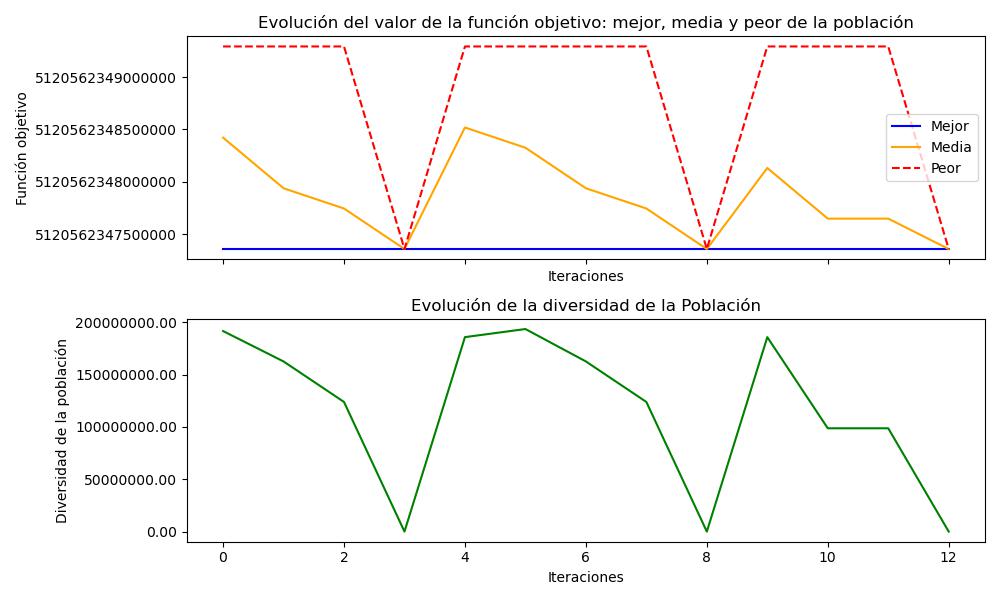 Evolución del valor de la función objetivo: mejor, media y peor de la población
Función objetivo
5120562349000000
5120562348500000
5120562348000000
5120562347500000
Mejor
Media
Peor
Iteraciones
Evolución de la diversidad de la Población
Diversidad de la población
200000000.00
150000000.00
100000000.00
50000000.00
0.00
0 2 4 6 8 10 12
Iteraciones